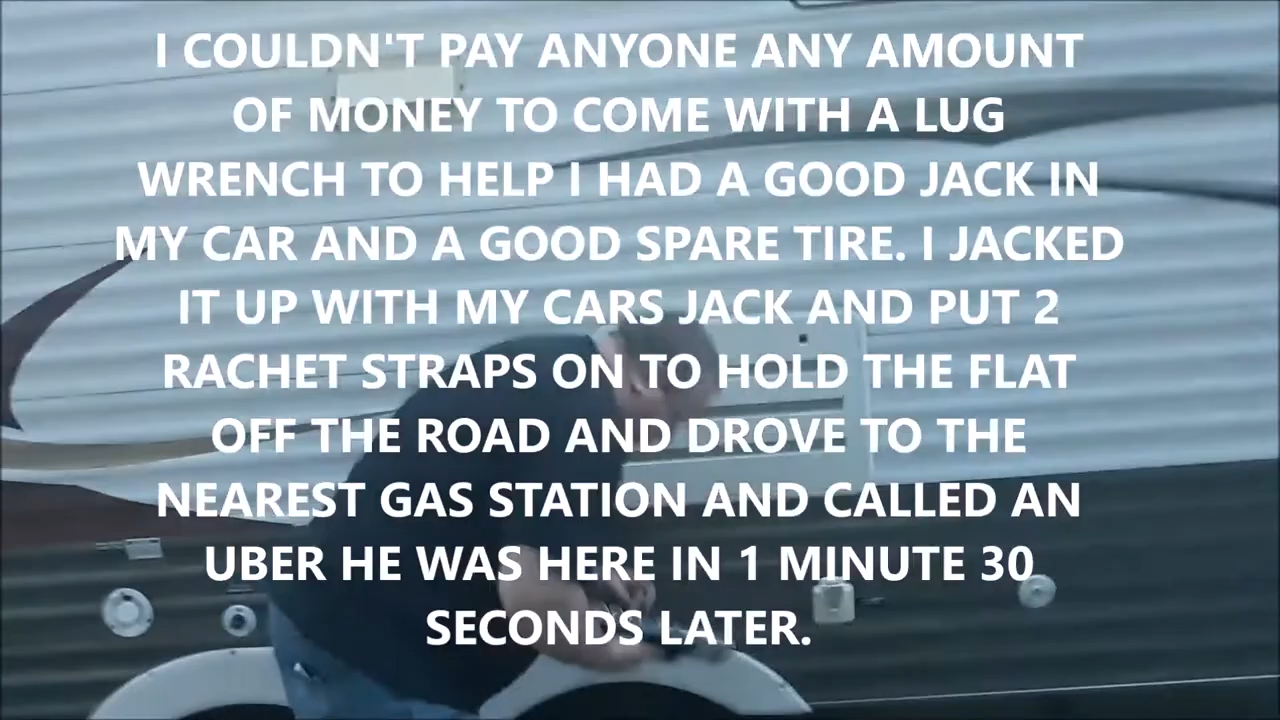 I COULDN'T PAY ANYONE ANY AMOUNT
OF MONEY TO COME WITH A LUG
WRENCH TO HELP I HAD A GOOD JACK IN
MY CAR AND A GOOD SPARE TIRE. I JACKED
IT UP WITH MY CARS JACK AND PUT 2
RACHET STRAPS ON TO HOLD THE FLAT
OFF THE ROAD AND DROVE TO THE
NEAREST GAS STATION AND CALLED AN
UBER HE WAS HERE IN 1 MINUTE 30
SECONDS LATER.